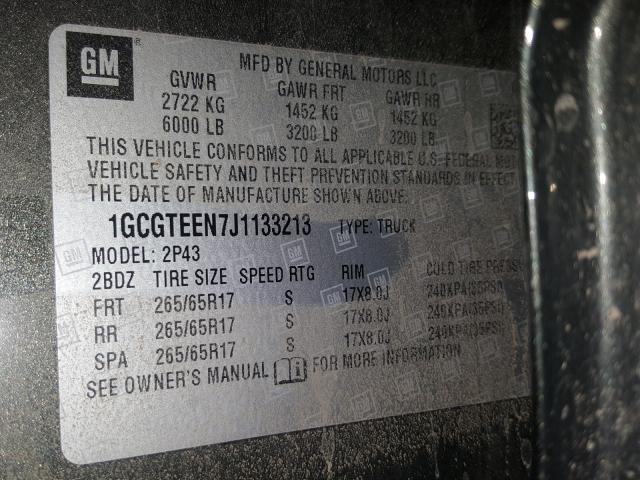 GM
MFD BY GENERAL MOTORS LLC
GVWR GAWR FRT GAWR RR
2722 KG 1452 KG 1452 KG
6000 LB 3200 LB 3200 LB
THIS VEHICLE CONFORMS TO ALL APPLICABLE U.S. FEDERAL MOT
VEHICLE SAFETY AND THEFT PREVENTION STANDARDS IN EFFECT
THE DATE OF MANUFACTURE SHOWN ABOVE.
1GCGTEEN7J1133213 TYPE: TRUCK
MODEL: 2P43
2BDZ TIRE SIZE SPEED RTG RIM COLD TIRE PRESSU
FRT 265/65R17 S 17X8.0J 240KPA(35PSI)
RR 265/65R17 S 17X8.0J 240KPA(35PSI)
SPA 265/65R17 S 17X8.0J 240KPA(35PSI)
SEE OWNER'S MANUAL FOR MORE INFORMATION